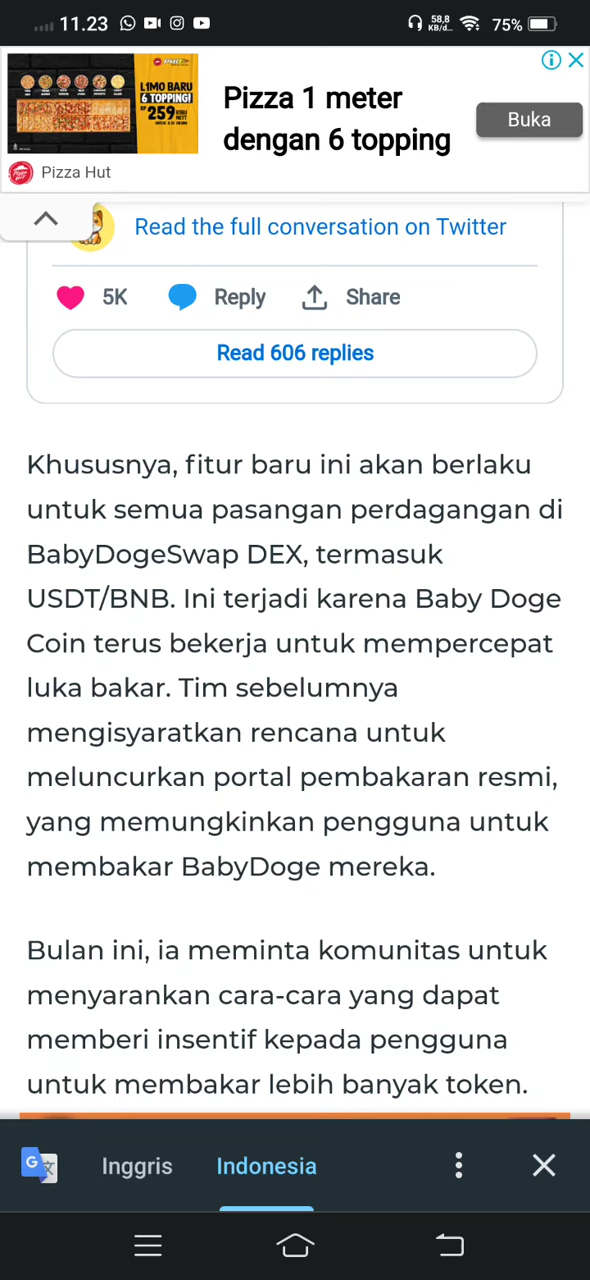 11.23
58,8
KB/d...
75%
PHD
L1MO BARU
6 TOPPING!
259
Pizza 1 meter
dengan 6 topping
Buka
Pizza Hut
Read the full conversation on Twitter
5K Reply Share
Read 606 replies
Khususnya, fitur baru ini akan berlaku
untuk semua pasangan perdagangan di
BabyDogeSwap DEX, termasuk
USDT/BNB. Ini terjadi karena Baby Doge
Coin terus bekerja untuk mempercepat
luka bakar. Tim sebelumnya
mengisyaratkan rencana untuk
meluncurkan portal pembakaran resmi,
yang memungkinkan pengguna untuk
membakar BabyDoge mereka.
Bulan ini, ia meminta komunitas untuk
menyarankan cara-cara yang dapat
memberi insentif kepada pengguna
untuk membakar lebih banyak token.
G 文 Inggris Indonesia